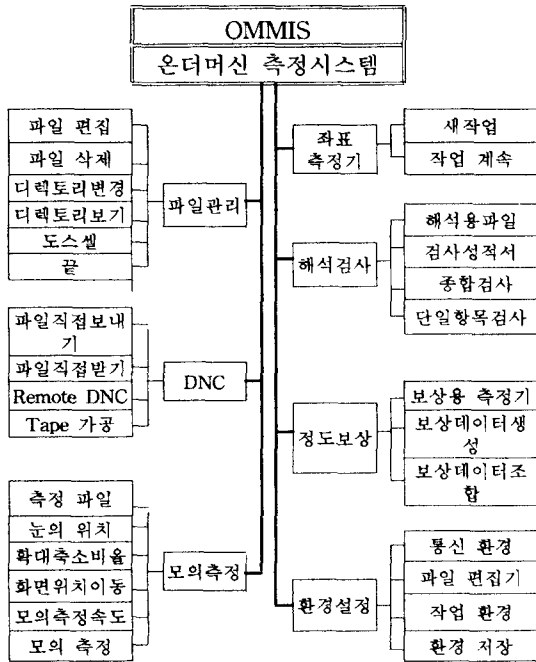 OMMIS
온더머신 측정시스템
파일 편집
파일 삭제
디렉토리변경
디렉토리보기
도스셸
끝
파일관리
파일직접보내
기
파일직접받기
Remote DNC
Tape 가공
DNC
측정 파일
눈의 위치
확대축소비율
화면위치이동
모의측정속도
모의 측정
모의측정
좌표
측정기
새작업
작업 계속
해석검사
해석용파일
검사성적서
종합검사
단일항목검사
정도보상
보상용 측정기
보상데이터생
성
보상데이터조
합
환경설정
통신 환경
파일 편집기
작업 환경
환경 저장